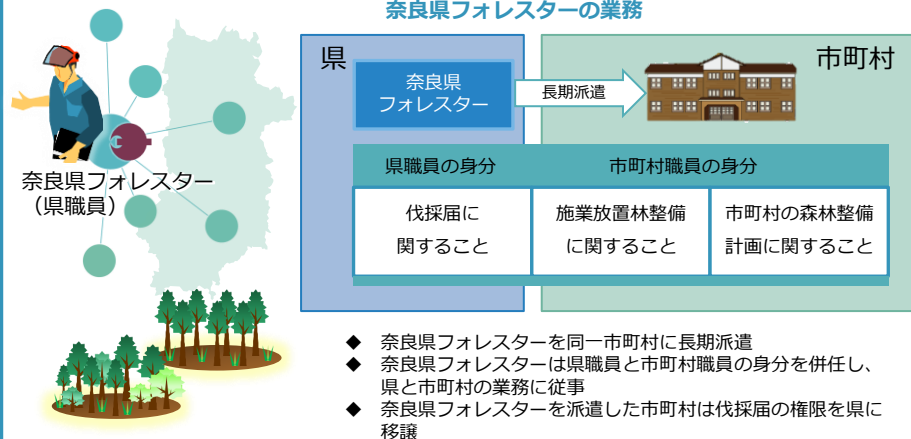 奈良県フォレスターの業務
奈良県フォレスター
（県職員）
県
市町村
奈良県
フォレスター
長期派遣
県職員の身分
市町村職員の身分
伐採届に
関すること
施業放置林整備
に関すること
市町村の森林整備
計画に関すること
◆ 奈良県フォレスターを同一市町村に長期派遣
◆ 奈良県フォレスターは県職員と市町村職員の身分を併任し、
県と市町村の業務に従事
◆ 奈良県フォレスターを派遣した市町村は伐採届の権限を県に
移譲